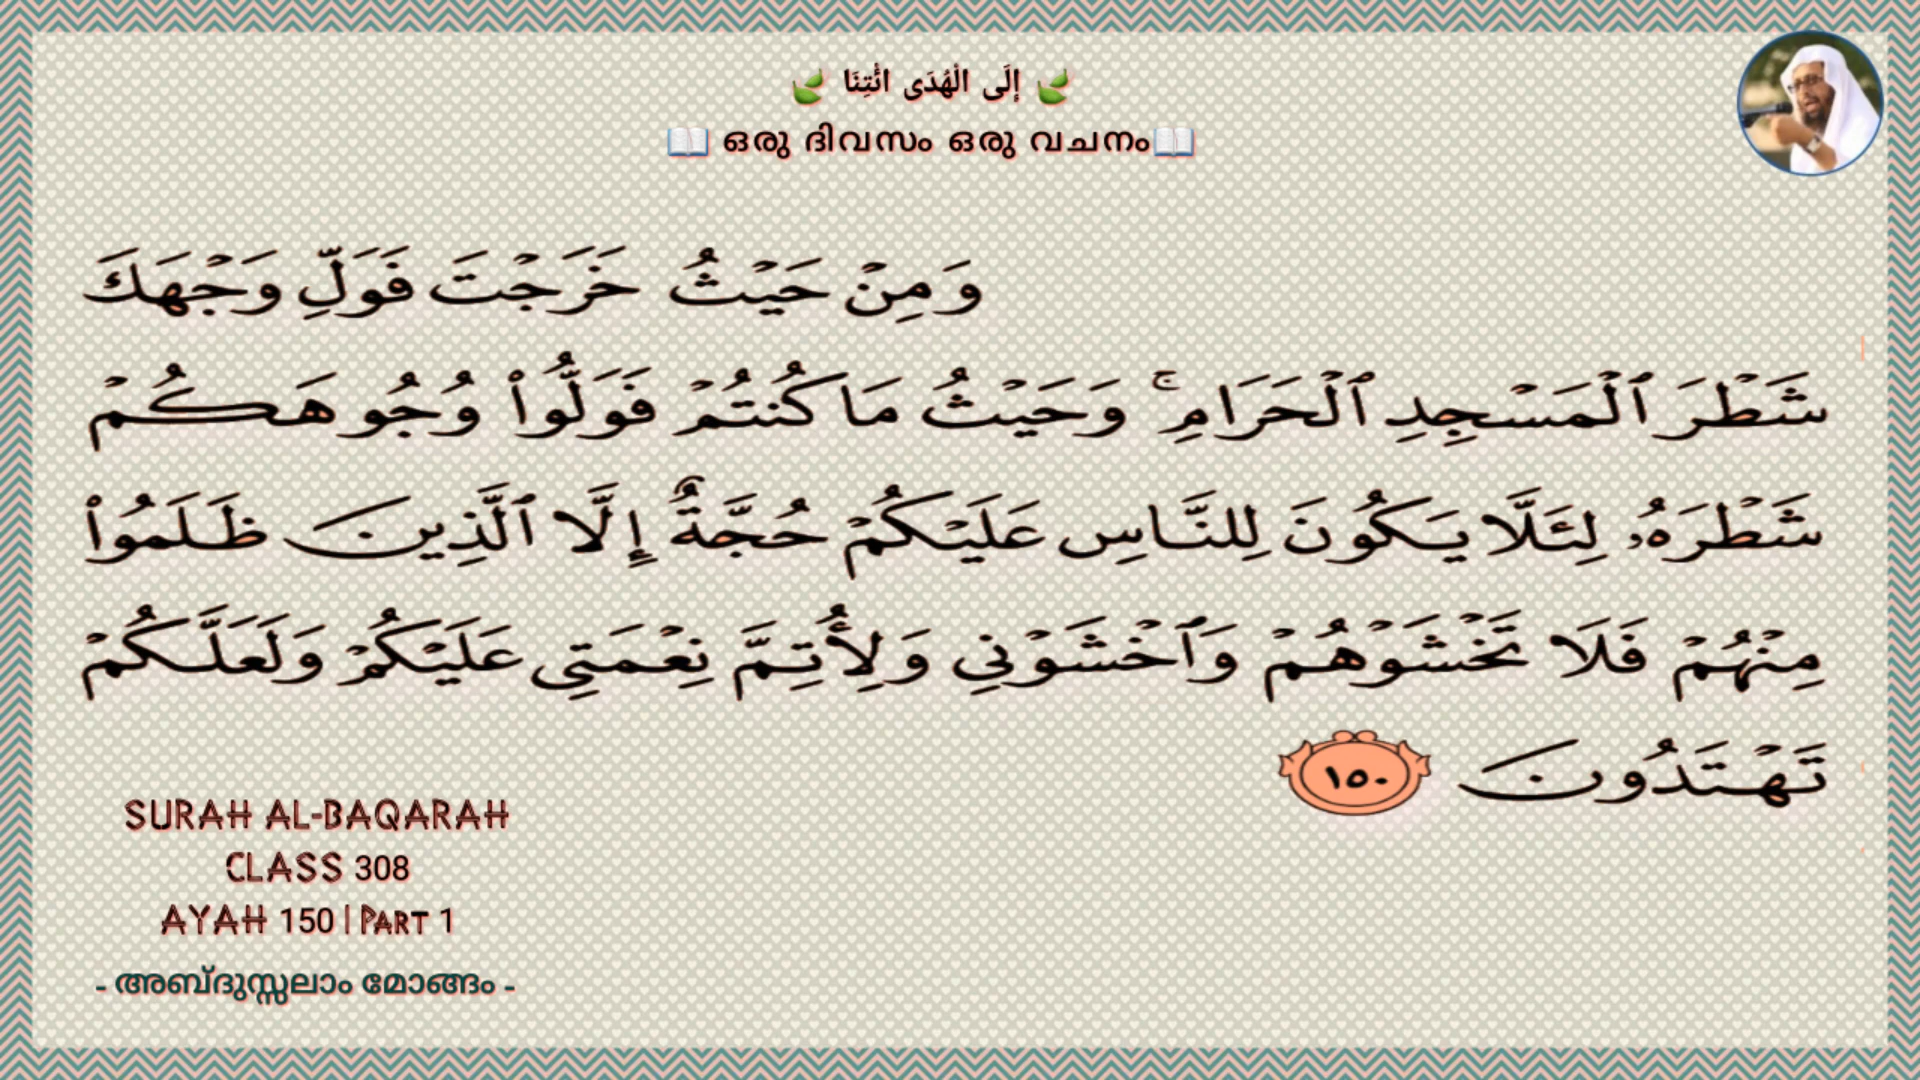 🍃 إلَى الْهُدَى ائْتِنَا 🍃
📖 ഒരു ദിവസം ഒരു വചനം📖
وَمِنْ حَيْثُ خَرَجْتَ فَوَلِّ وَجْهَكَ
شَطْرَ ٱلْمَسْجِدِ ٱلْحَرَامِ ۚ وَحَيْثُ مَا كُنتُمْ فَوَلُّوا۟ وُجُوهَكُمْ
شَطْرَهُۥ لِئَلَّا يَكُونَ لِلنَّاسِ عَلَيْكُمْ حُجَّةٌ إِلَّا ٱلَّذِينَ ظَلَمُوا۟
مِنْهُمْ فَلَا تَخْشَوْهُمْ وَٱخْشَوْنِى وَلِأُتِمَّ نِعْمَتِى عَلَيْكُمْ وَلَعَلَّكُمْ
تَهْتَدُونَ ١٥٠
SURAH AL-BAQARAH
CLASS 308
AYAH 150 | PART 1
- അബ്ദുസ്സലാം മോങ്ങം -